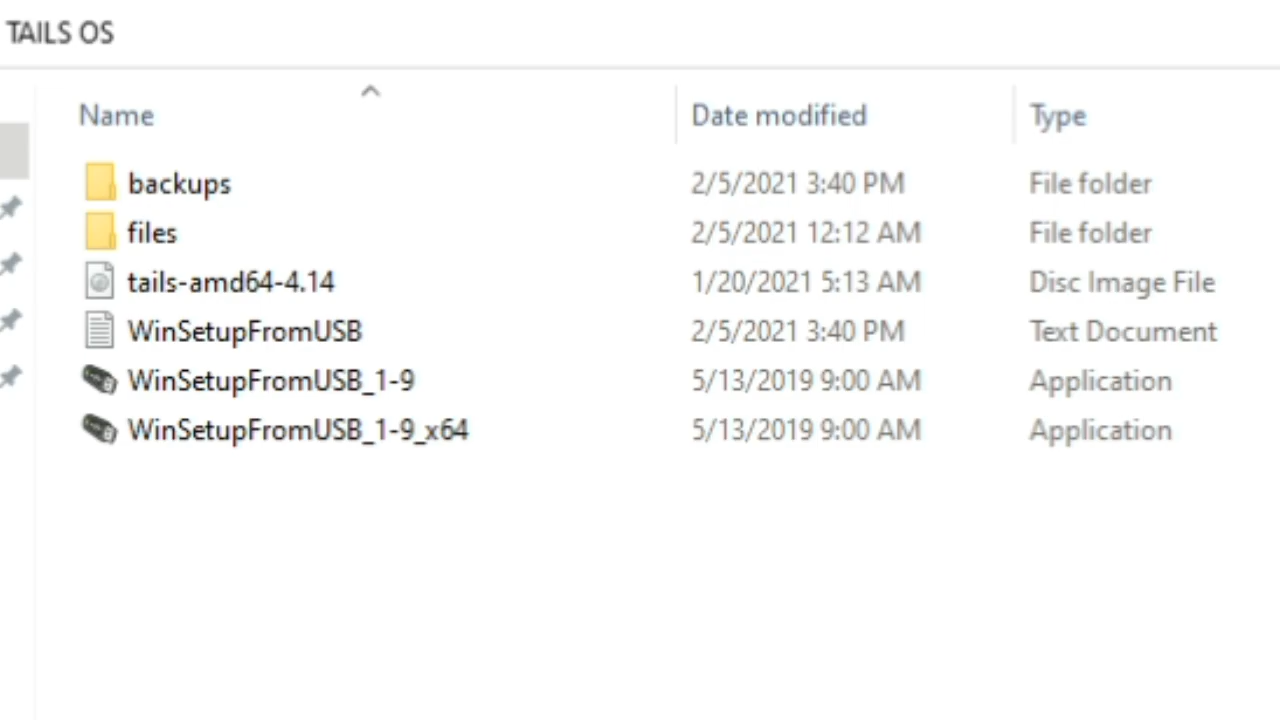 TAILS OS
Name Date modified Type
backups 2/5/2021 3:40 PM File folder
files 2/5/2021 12:12 AM File folder
tails-amd64-4.14 1/20/2021 5:13 AM Disc Image File
WinSetupFromUSB 2/5/2021 3:40 PM Text Document
WinSetupFromUSB_1-9 5/13/2019 9:00 AM Application
WinSetupFromUSB_1-9_x64 5/13/2019 9:00 AM Application